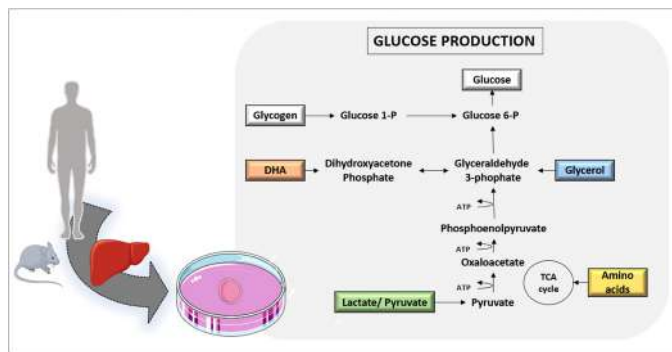 GLUCOSE PRODUCTION
Glucose
Glycogen
Glucose 1-P
Glucose 6-P
DHA
Dihydroxyacetone
Phosphate
Glyceraldehyde
3-phophate
Glycerol
ATP
Phosphoenolpyruvate
ATP
Oxaloacetate
ATP
TCA
cycle
Amino
acids
Lactate/ Pyruvate
Pyruvate